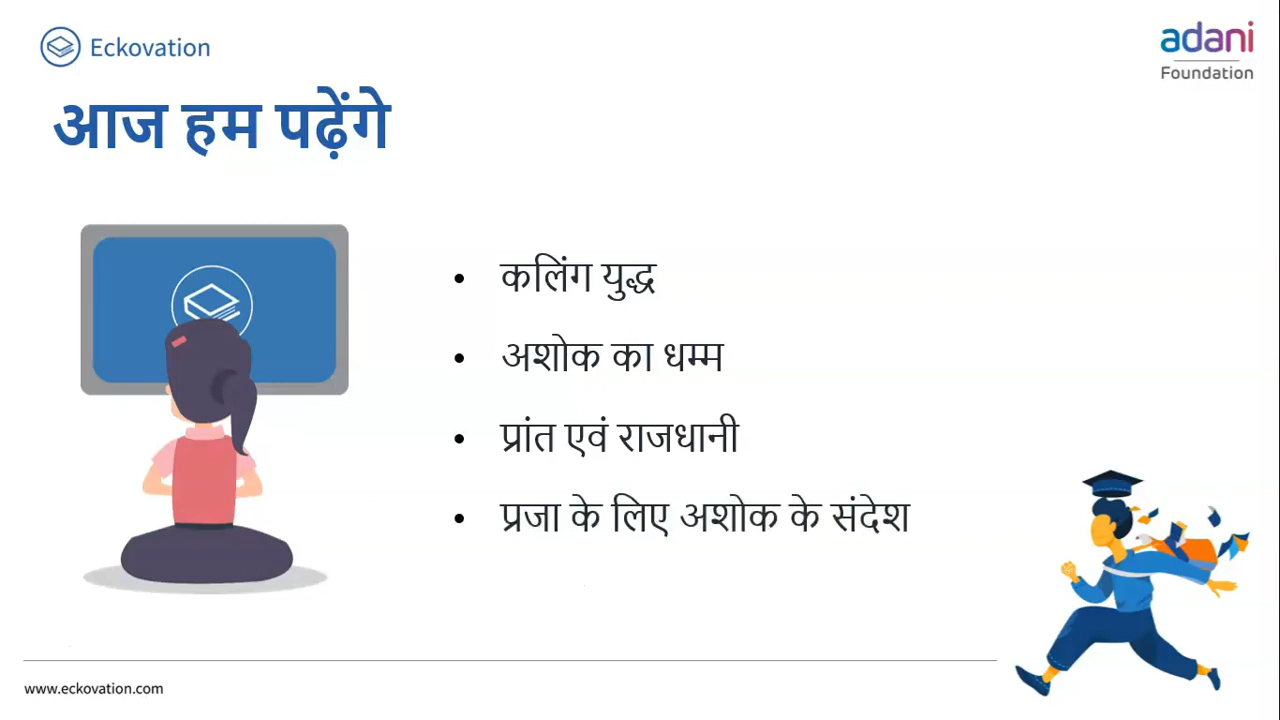 Eckovation
adani
Foundation
आज हम पढ़ेंगे
• कलिंग युद्ध
• अशोक का धम्म
• प्रांत एवं राजधानी
• प्रजा के लिए अशोक के संदेश
www.eckovation.com